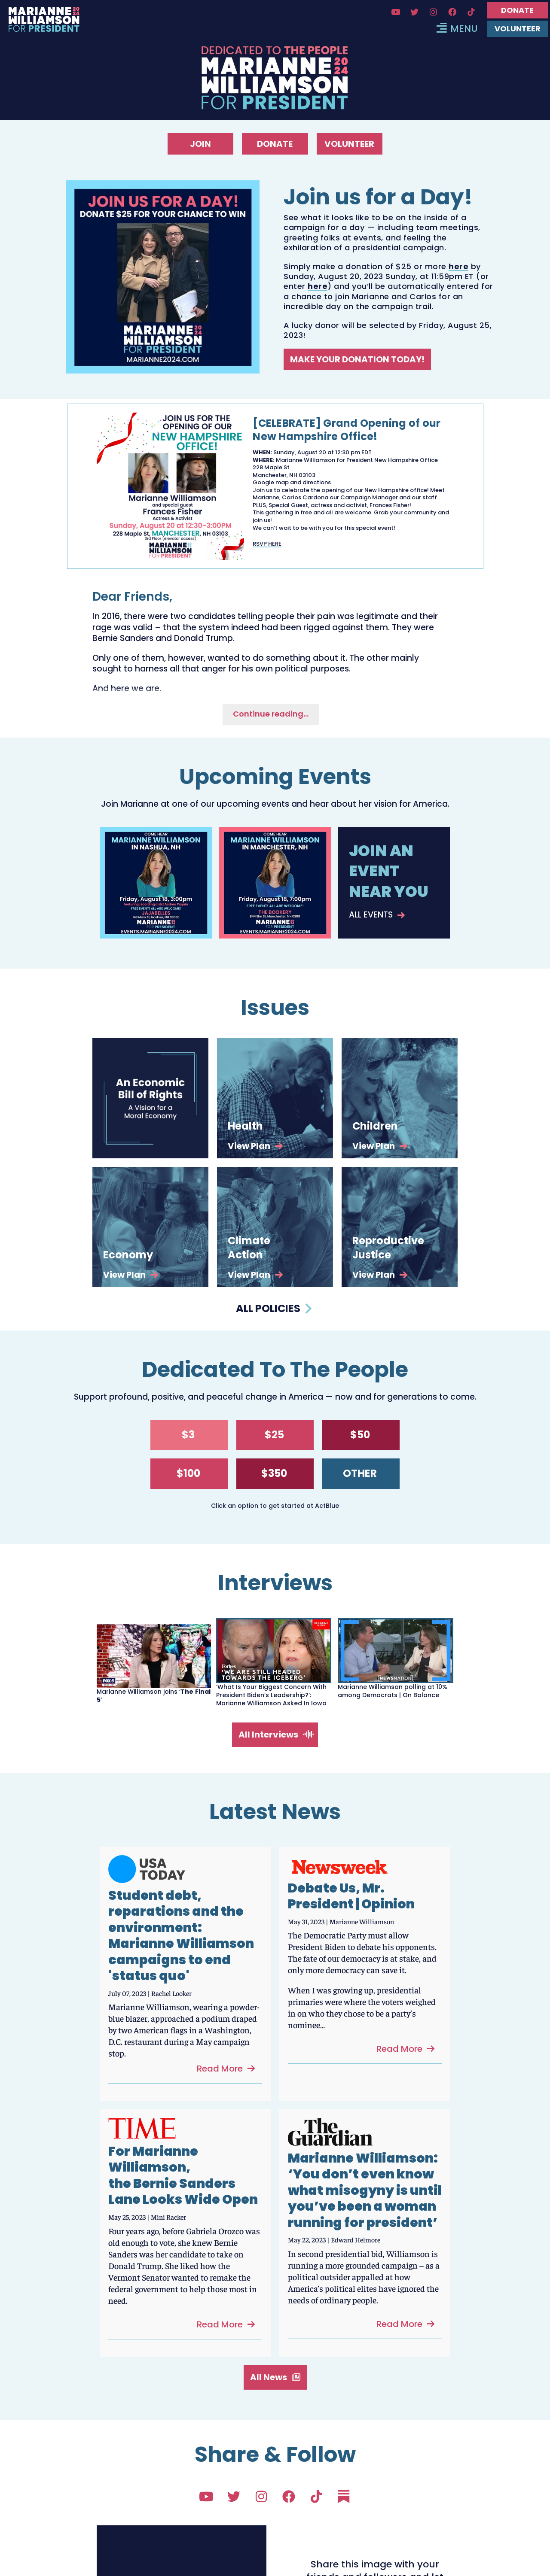 MARIANNE 2024
WILLIAMSON
FOR PRESIDENT
DONATE
MENU
VOLUNTEER
DEDICATED TO THE PEOPLE
MARIANNE 2024
WILLIAMSON
FOR PRESIDENT
JOIN
DONATE
VOLUNTEER
JOIN US FOR A DAY!
DONATE $25 FOR YOUR CHANCE TO WIN
MARIANNE 2024
WILLIAMSON
FOR PRESIDENT
MARIANNE2024.COM
Join us for a Day!
See what it looks like to be on the inside of a
campaign for a day — including team meetings,
greeting folks at events, and feeling the
exhilaration of a presidential campaign.
Simply make a donation of $25 or more here by
Sunday, August 20, 2023 Sunday, at 11:59pm ET (or
enter here) and you'll be automatically entered for
a chance to join Marianne and Carlos for an
incredible day on the campaign trail.
A lucky donor will be selected by Friday, August 25,
2023!
MAKE YOUR DONATION TODAY!
JOIN US FOR THE
OPENING OF OUR
NEW HAMPSHIRE
OFFICE!
Marianne Williamson
and special guest
Frances Fisher
Actress & Activist
Sunday, August 20 at 12:30-3:00PM
228 Maple St, MANCHESTER, NH 03103
3rd Floor (elevator access)
MARIANNE 2024
WILLIAMSON
FOR PRESIDENT
[CELEBRATE] Grand Opening of our
New Hampshire Office!
WHEN: Sunday, August 20 at 12:30 pm EDT
WHERE: Marianne Williamson for President New Hampshire Office
228 Maple St.
Manchester, NH 03103
Google map and directions
Join us to celebrate the opening of our New Hampshire office! Meet
Marianne, Carlos Cardona our Campaign Manager and our staff.
PLUS, Special Guest, actress and activist, Frances Fisher!
This gathering in free and all are welcome. Grab your community and
join us!
We can't wait to be with you for this special event!
RSVP HERE
Dear Friends,
In 2016, there were two candidates telling people their pain was legitimate and their
rage was valid – that the system indeed had been rigged against them. They were
Bernie Sanders and Donald Trump.
Only one of them, however, wanted to do something about it. The other mainly
sought to harness all that anger for his own political purposes.
And here we are.
Continue reading...
Upcoming Events
Join Marianne at one of our upcoming events and hear about her vision for America.
COME HEAR
MARIANNE WILLIAMSON
IN NASHUA, NH
Friday, August 18, 3:00pm
FREE EVENT! ALL ARE WELCOME!
JAJABELLES
MARIANNE
FOR PRESIDENT
EVENTS.MARIANNE2024.COM
COME HEAR
MARIANNE WILLIAMSON
IN MANCHESTER, NH
Friday, August 18, 7:00pm
FREE EVENT! ALL ARE WELCOME!
THE BOOKERY
MARIANNE
FOR PRESIDENT
EVENTS.MARIANNE2024.COM
JOIN AN
EVENT
NEAR YOU
ALL EVENTS
Issues
An Economic
Bill of Rights
A Vision for a
Moral Economy
Health
View Plan
Children
View Plan
Economy
View Plan
Climate
Action
View Plan
Reproductive
Justice
View Plan
ALL POLICIES
Dedicated To The People
Support profound, positive, and peaceful change in America — now and for generations to come.
$3
$25
$50
$100
$350
OTHER
Click an option to get started at ActBlue
Interviews
FOX 5
Marianne Williamson joins 'The Final
5'
Forbes
'WE ARE STILL HEADED
TOWARDS THE ICEBERG'
'What Is Your Biggest Concern With
President Biden's Leadership?':
Marianne Williamson Asked In Iowa
NEWSNATION
Marianne Williamson polling at 10%
among Democrats | On Balance
All Interviews
Latest News
USA
TODAY
Student debt,
reparations and the
environment:
Marianne Williamson
campaigns to end
'status quo'
July 07, 2023 | Rachel Looker
Marianne Williamson, wearing a powder-
blue blazer, approached a podium draped
by two American flags in a Washington,
D.C. restaurant during a May campaign
stop.
Read More
Newsweek
Debate Us, Mr.
President | Opinion
May 31, 2023 | Marianne Williamson
The Democratic Party must allow
President Biden to debate his opponents.
The fate of our democracy is at stake, and
only more democracy can save it.
When I was growing up, presidential
primaries were where the voters weighed
in on who they chose to be a party's
nominee...
Read More
TIME
For Marianne
Williamson,
the Bernie Sanders
Lane Looks Wide Open
May 25, 2023 | Mini Racker
Four years ago, before Gabriela Orozco was
old enough to vote, she knew Bernie
Sanders was her candidate to take on
Donald Trump. She liked how the
Vermont Senator wanted to remake the
federal government to help those most in
need.
Read More
The
Guardian
Marianne Williamson:
‘You don’t even know
what misogyny is until
you’ve been a woman
running for president’
May 22, 2023 | Edward Helmore
In second presidential bid, Williamson is
running a more grounded campaign – as a
political outsider appalled at how
America's political elites have ignored the
needs of ordinary people.
Read More
All News
Share & Follow
Share this image with your